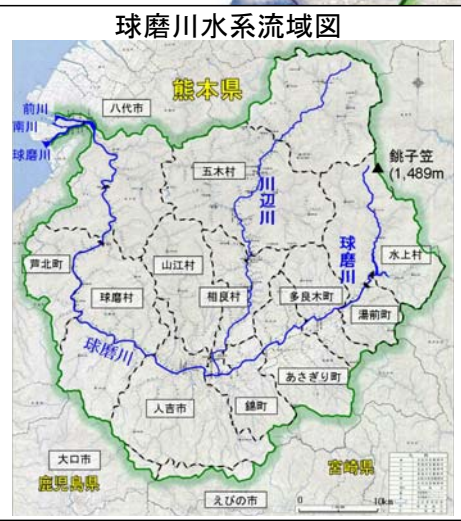 球磨川水系流域図
熊本県
前川
八代市
南川
球磨川
銚子笠
(1,489m
五木村
川辺川
球磨川
水上村
芦北町
山江村
球磨村
相良村
多良木町
湯前町
球磨川
あさぎり町
人吉市
錦町
大口市
宮崎県
鹿児島県
えびの市
0 10km